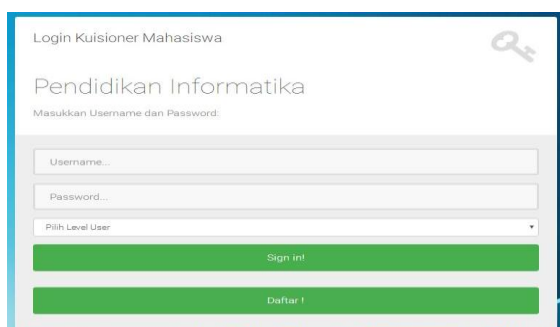 Login Kuisioner Mahasiswa
Pendidikan Informatika
Masukkan Username dan Password:
Username...
Password...
Pilih Level User
Sign in!
Daftar !